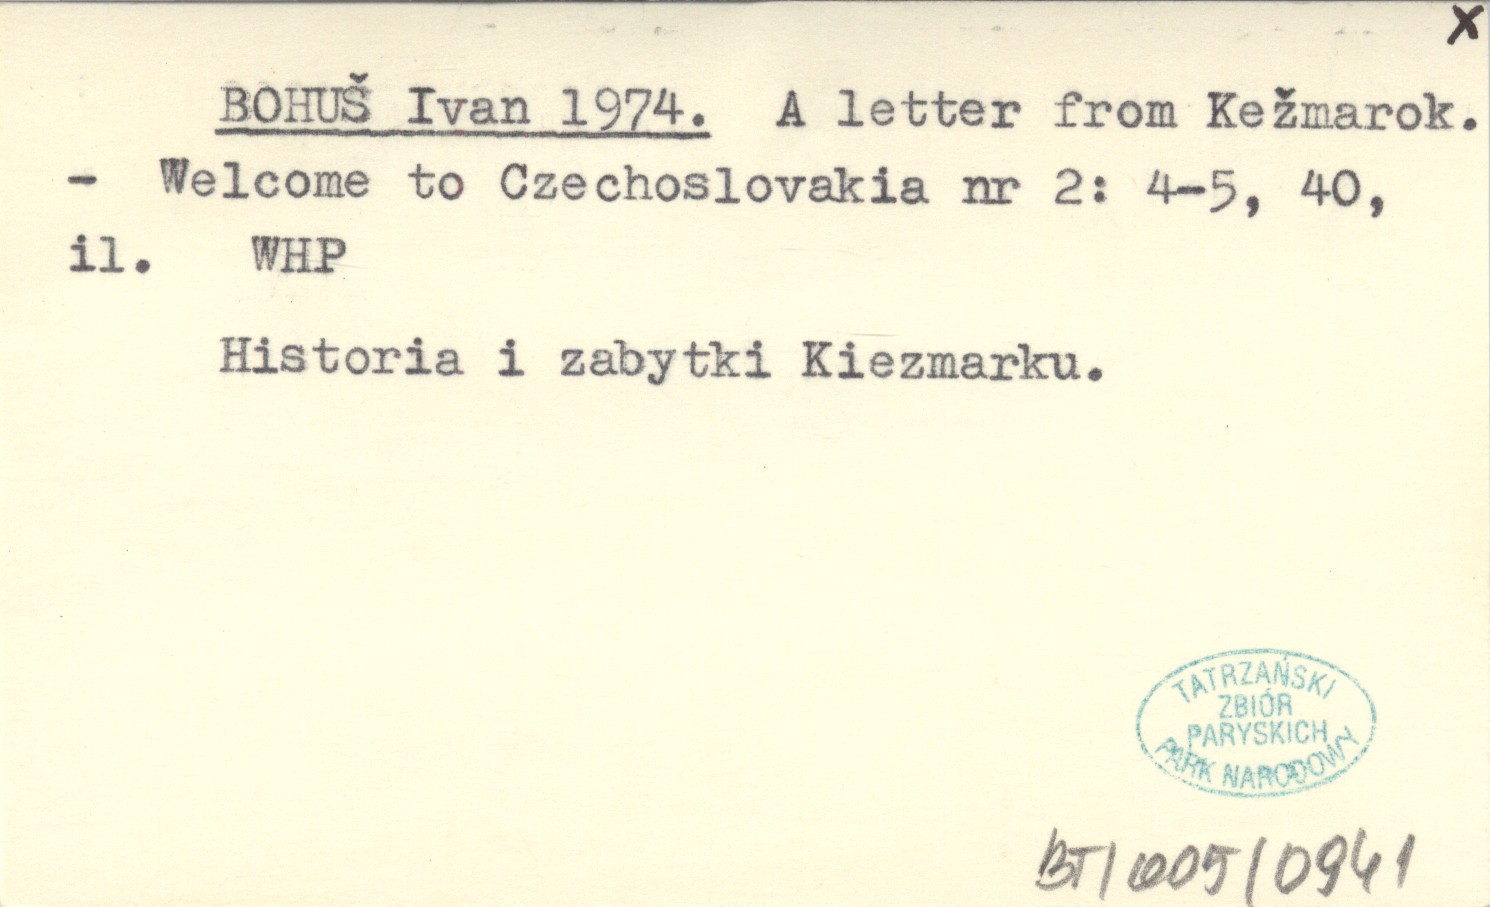 x
BOHUŠ Ivan 1974. A letter from Kežmarok.
- Welcome to Czechoslovakia nr 2: 4-5, 40,
il. WHP
Historia i zabytki Kiezmarku.
TATRZAŃSKI
ZBIÓR
PARYSKICH
PARK NARODOWY
BT/005/0941